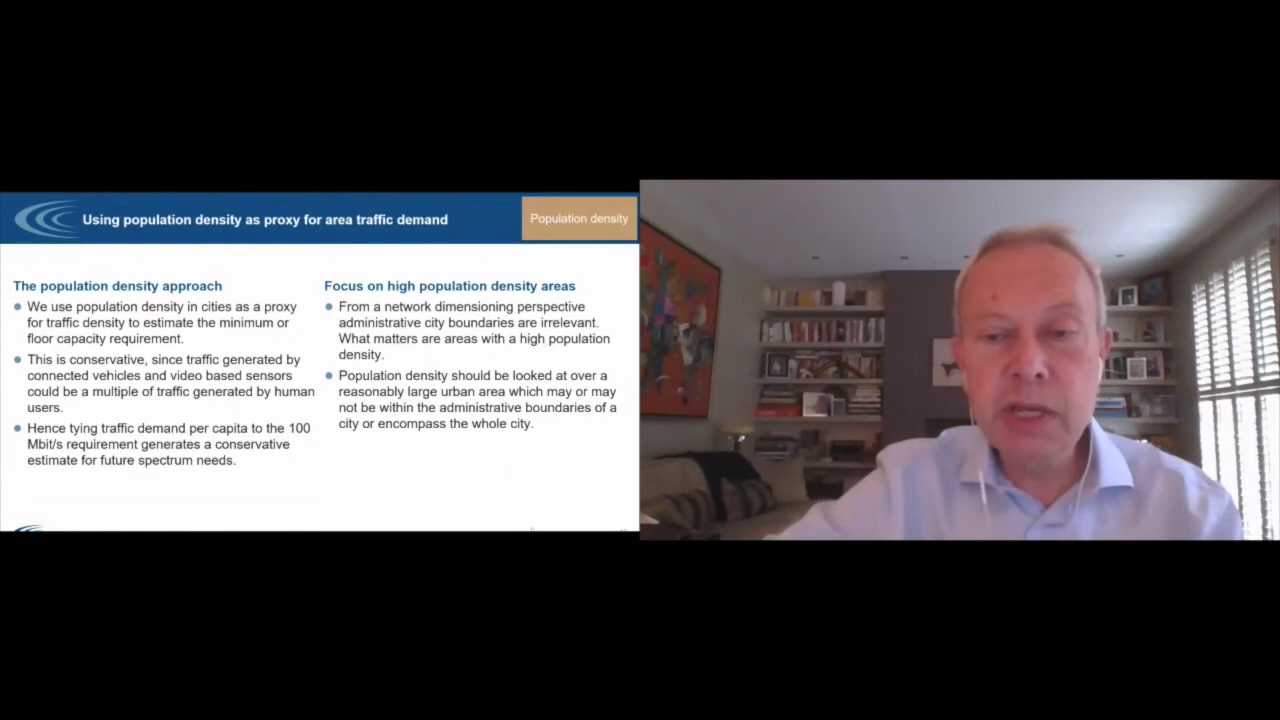 Using population density as proxy for area traffic demand
Population density
The population density approach
We use population density in cities as a proxy
for traffic density to estimate the minimum or
floor capacity requirement.
This is conservative, since traffic generated by
connected vehicles and video based sensors
could be a multiple of traffic generated by human
users.
Hence tying traffic demand per capita to the 100
Mbit/s requirement generates a conservative
estimate for future spectrum needs.
Focus on high population density areas
From a network dimensioning perspective
administrative city boundaries are irrelevant.
What matters are areas with a high population
density.
Population density should be looked at over a
reasonably large urban area which may or may
not be within the administrative boundaries of a
city or encompass the whole city.